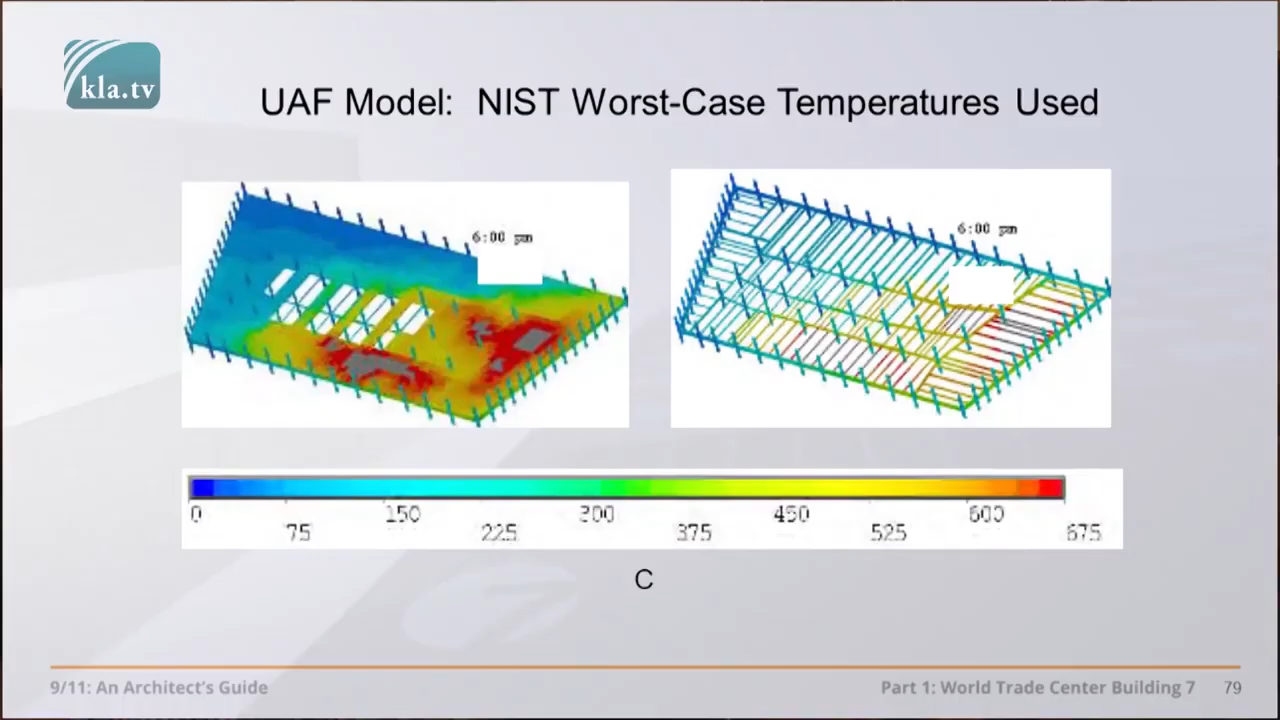 kla.tv
UAF Model: NIST Worst-Case Temperatures Used
6:00 pm
6:00 pm
0 75 150 225 300 375 450 525 600 675
C
9/11: An Architect's Guide
Part 1: World Trade Center Building 7 79